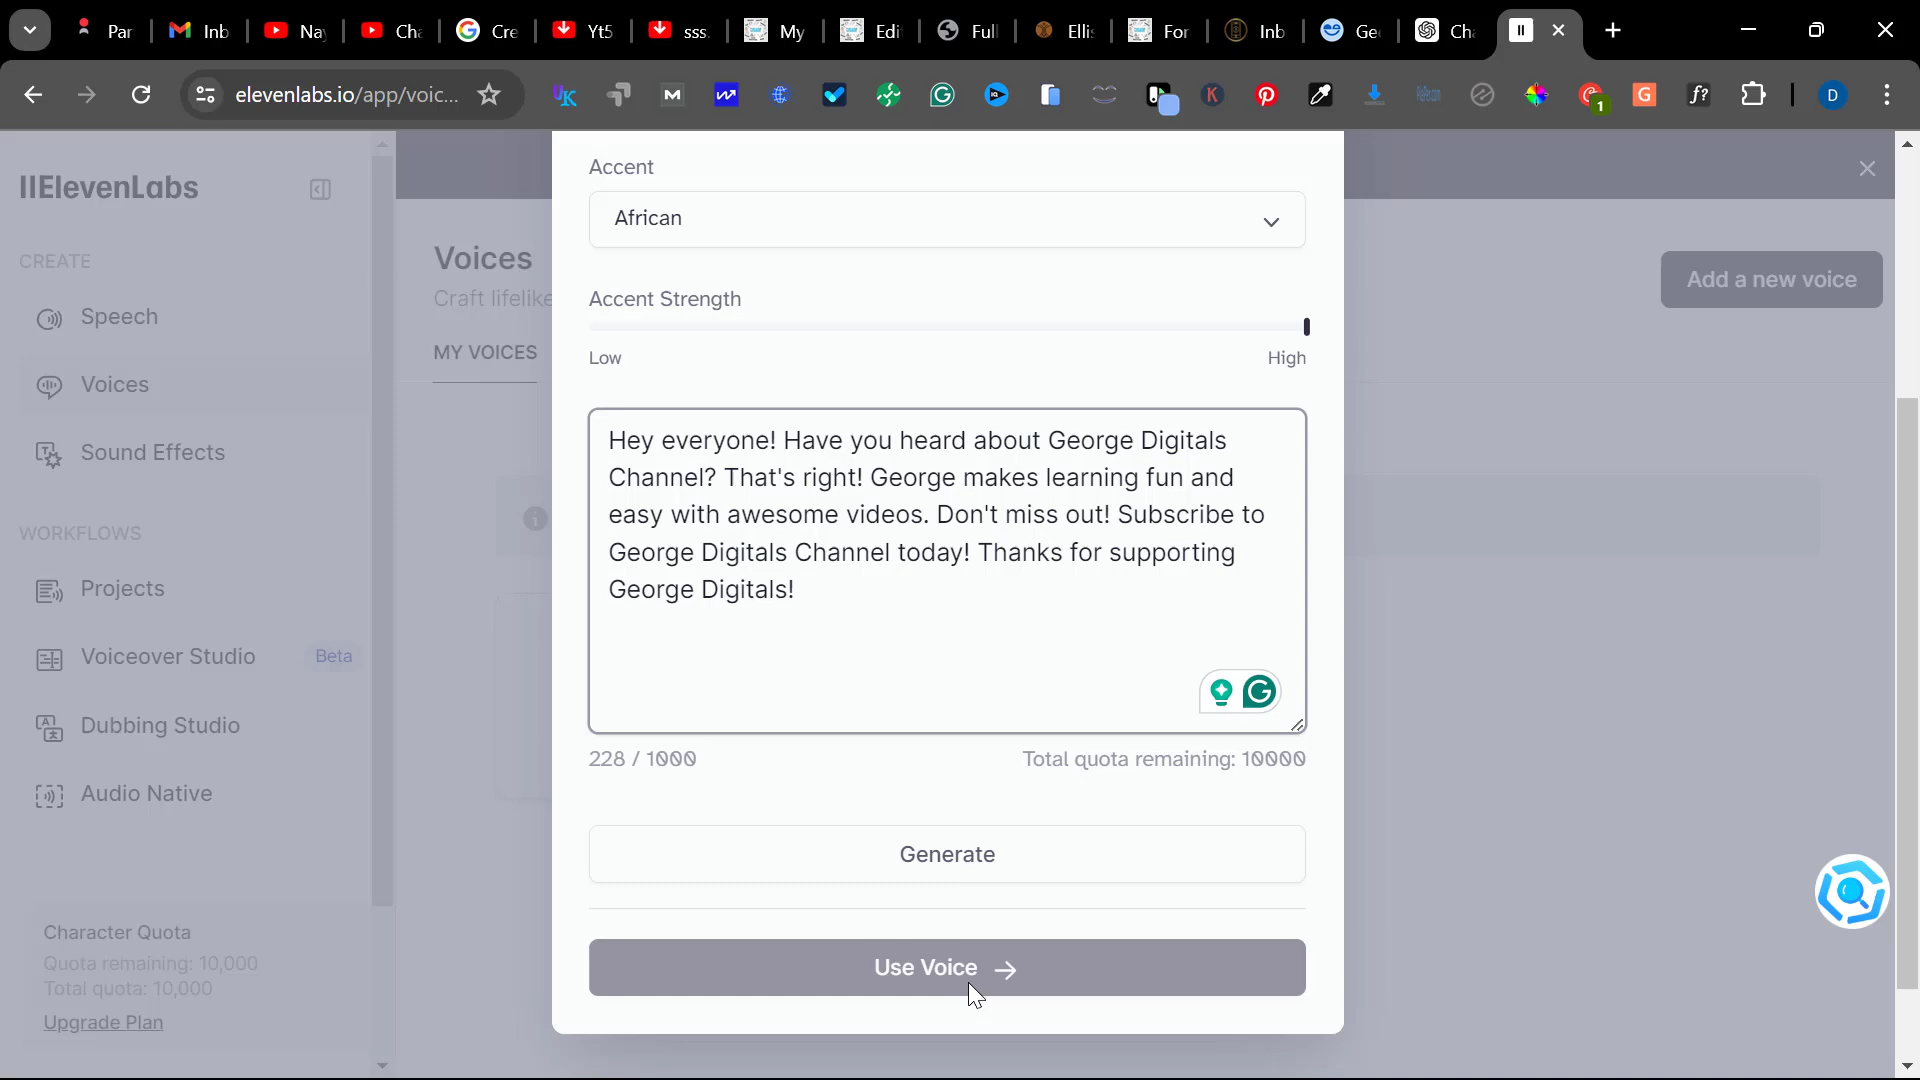 Par
Inb
Na
Cha
Cre
Yt5
sss.
My
Edi
Full
Elli
For
Inb
Ge
Cha
elevenlabs.io/app/voic...
1
D
IIElevenLabs
CREATE
Speech
Voices
Sound Effects
WORKFLOWS
Projects
Voiceover Studio Beta
Dubbing Studio
Audio Native
Character Quota
Quota remaining: 10,000
Total quota: 10,000
Upgrade Plan
Voices
Craft lifelike
MY VOICES
Add a new voice
Accent
African
Accent Strength
Low High
Hey everyone! Have you heard about George Digitals
Channel? That's right! George makes learning fun and
easy with awesome videos. Don't miss out! Subscribe to
George Digitals Channel today! Thanks for supporting
George Digitals!
228 / 1000 Total quota remaining: 10000
Generate
Use Voice